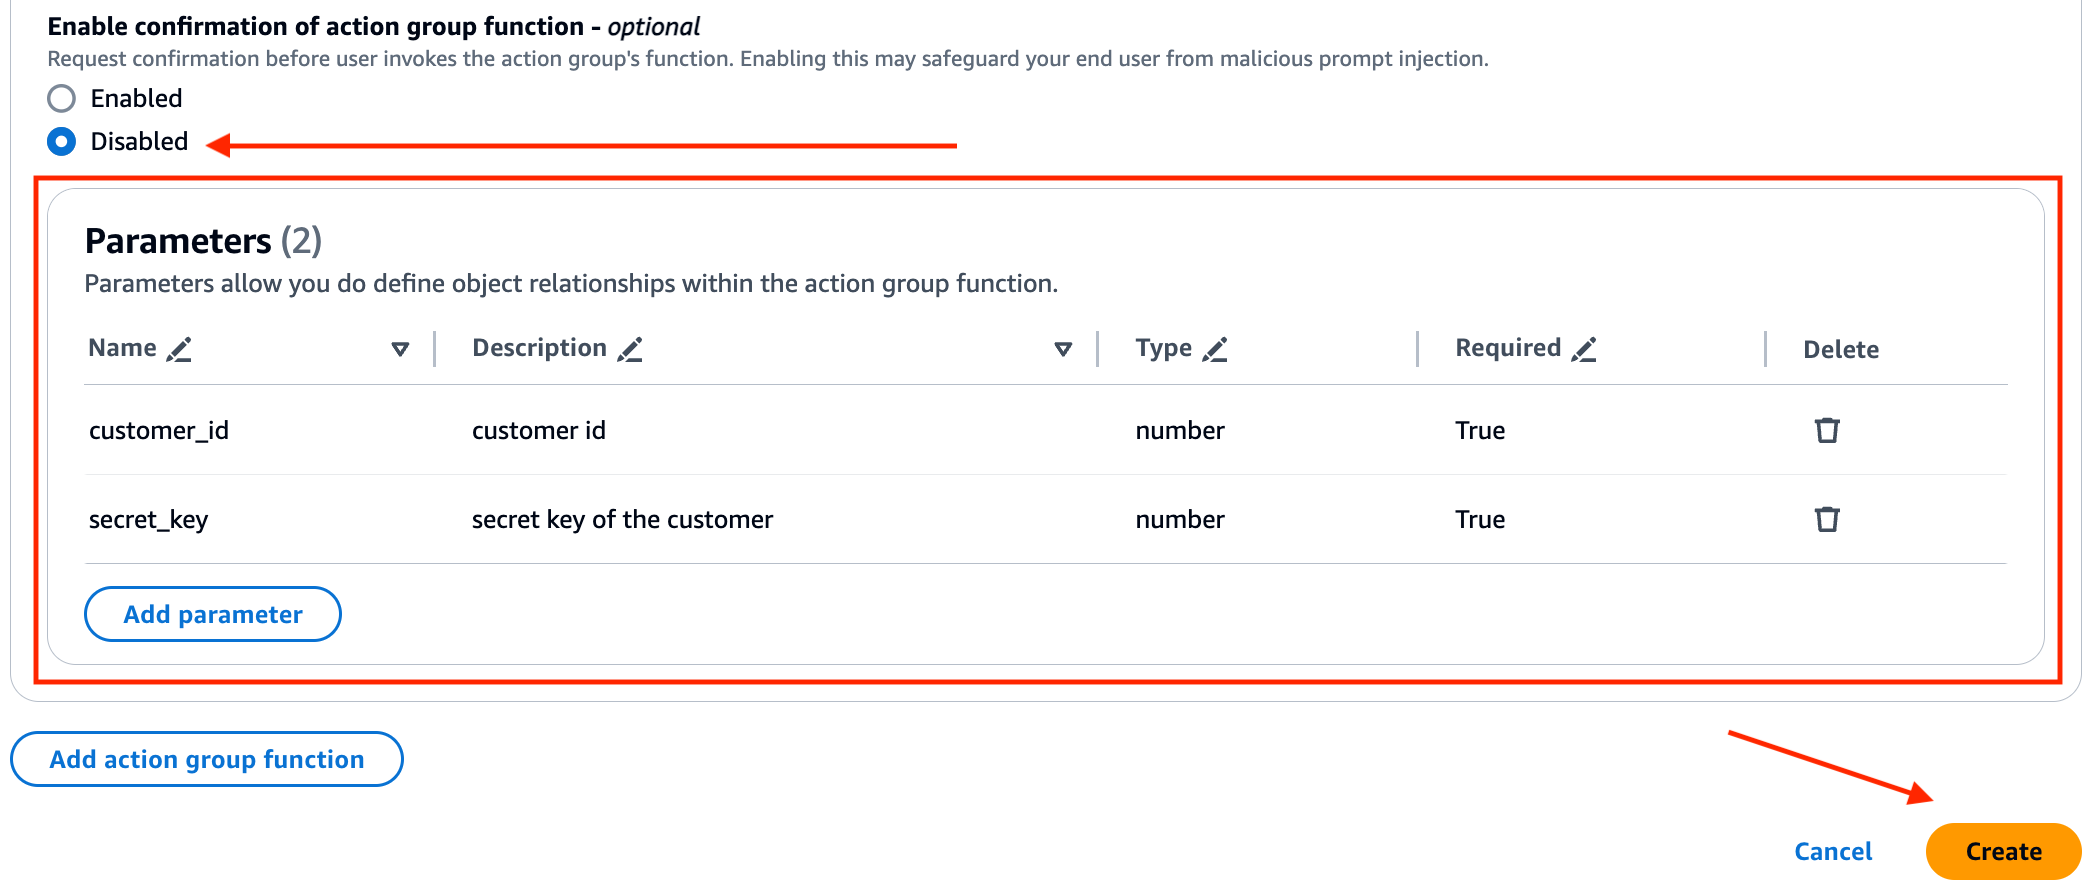 Enable confirmation of action group function - optional
Request confirmation before user invokes the action group's function. Enabling this may safeguard your end user from malicious prompt injection.
Enabled
Disabled
Parameters (2)
Parameters allow you do define object relationships within the action group function.
Name Description Type Required Delete
customer_id customer id number True
secret_key secret key of the customer number True
Add parameter
Add action group function
Cancel Create